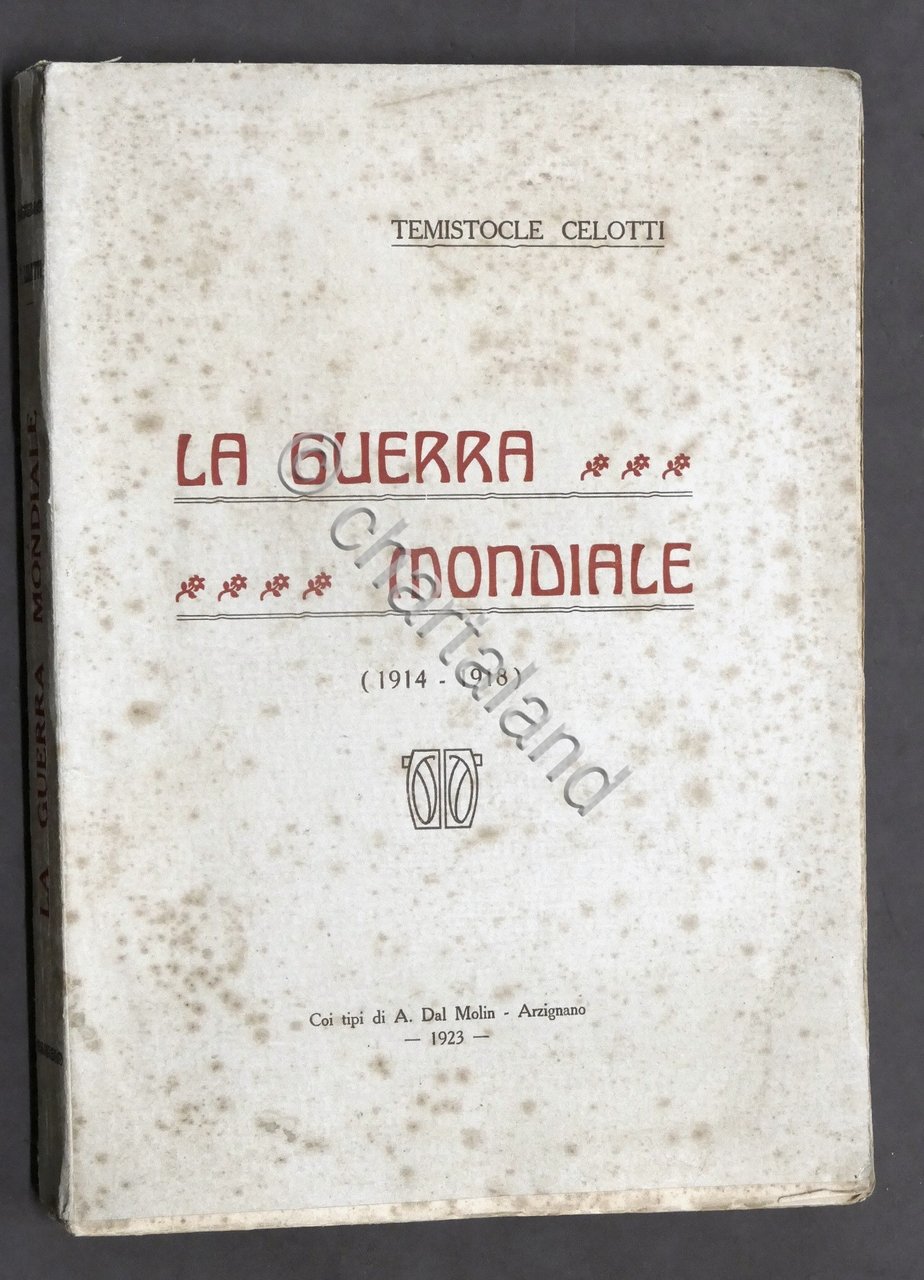 TEMISTOCLE CELOTTI
LA GUERRA
MONDIALE
(1914 - 1918)
Coi tipi di A. Dal Molin - Arzignano
— 1923 —
LA GUERRA MONDIALE
© chartaland